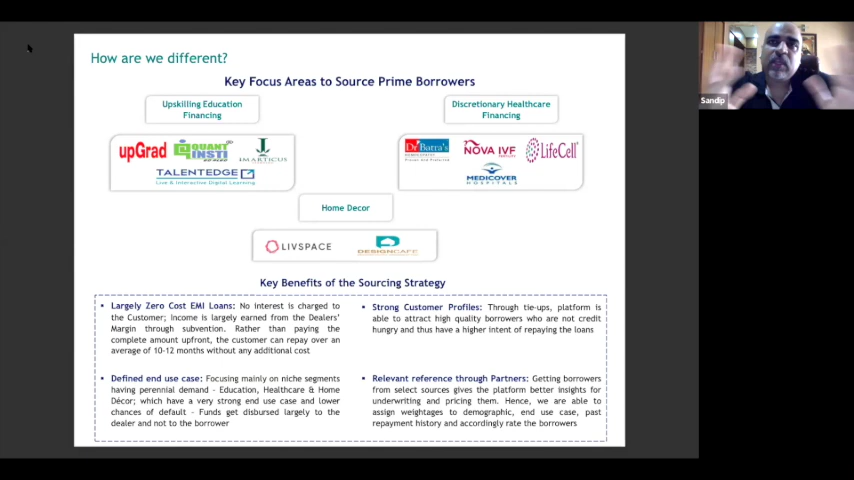 How are we different?
Key Focus Areas to Source Prime Borrowers
Upskilling Education
Financing
Discretionary Healthcare
Financing
upGrad
QUANT
INSTI
IMARTICUS
TALENTEDGE
Live & Interactive Digital Learning
Dr Batra's
HOMEOPATHY
NOVA IVF
FERTILITY
LifeCell
MEDICOVER
HOSPITALS
Home Decor
LIVSPACE
DESIGNCAFE
Key Benefits of the Sourcing Strategy
Largely Zero Cost EMI Loans: No interest is charged to
the Customer; Income is largely earned from the Dealers'
Margin through subvention. Rather than paying the
complete amount upfront, the customer can repay over an
average of 10-12 months without any additional cost
Defined end use case: Focusing mainly on niche segments
having perennial demand - Education, Healthcare & Home
Décor; which have a very strong end use case and lower
chances of default - Funds get disbursed largely to the
dealer and not to the borrower
Strong Customer Profiles: Through tie-ups, platform is
able to attract high quality borrowers who are not credit
hungry and thus have a higher intent of repaying the loans
Relevant reference through Partners: Getting borrowers
from select sources gives the platform better insights for
underwriting and pricing them. Hence, we are able to
assign weightages to demographic, end use case, past
repayment history and accordingly rate the borrowers
Sandip